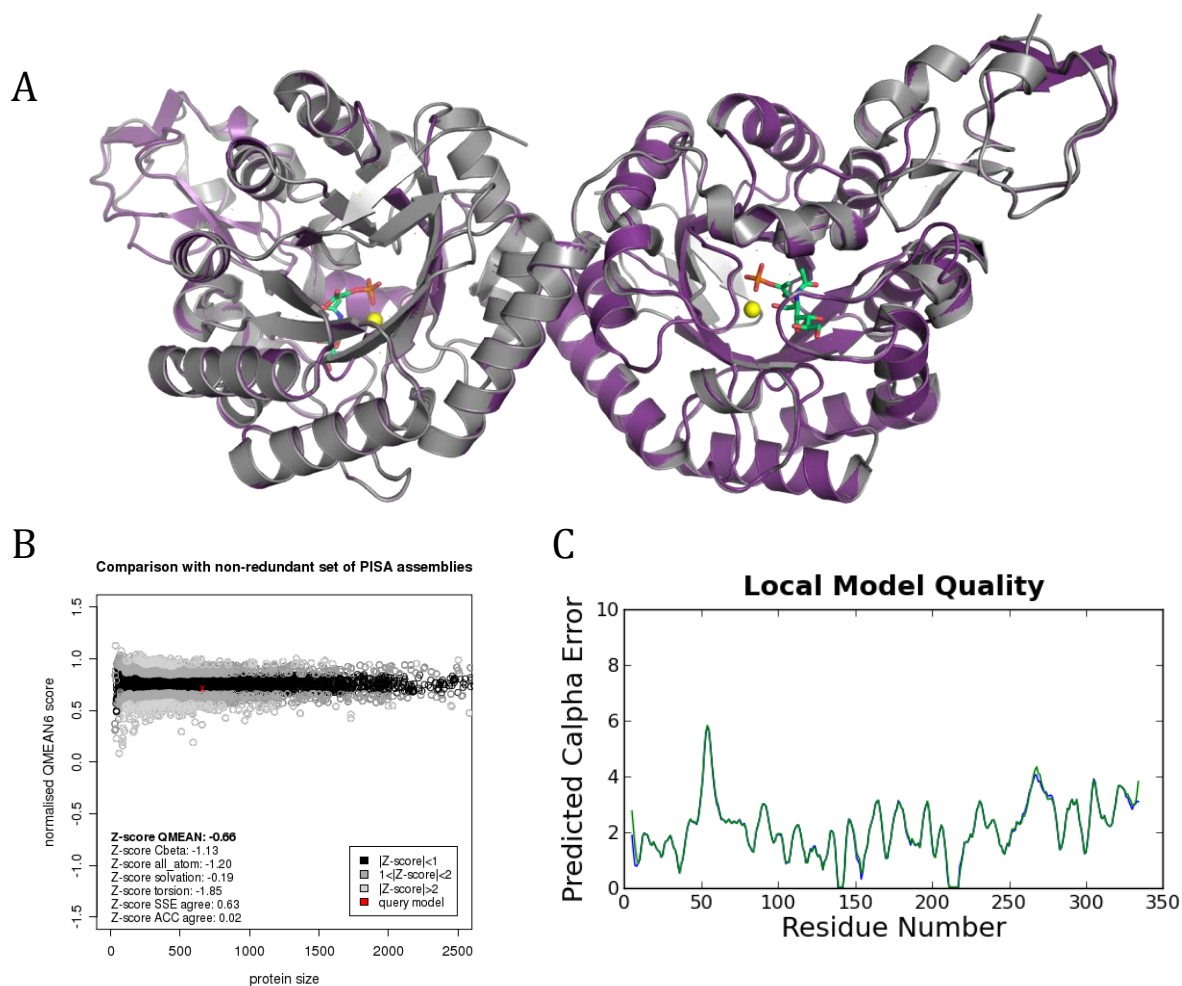 A
B
Comparison with non-redundant set of PISA assemblies
normalised QMEAN6 score
1.5
1.0
0.5
0.0
-0.5
-1.0
-1.5
Z-score QMEAN: -0.66
Z-score Cbeta: -1.13
Z-score all_atom: -1.20
Z-score solvation: -0.19
Z-score torsion: -1.85
Z-score SSE agree: 0.63
Z-score ACC agree: 0.02
|Z-score|<1
1<|Z-score|<2
|Z-score|>2
query model
0 500 1000 1500 2000 2500
protein size
C
Local Model Quality
Predicted Calpha Error
10
8
6
4
2
0
0 50 100 150 200 250 300 350
Residue Number